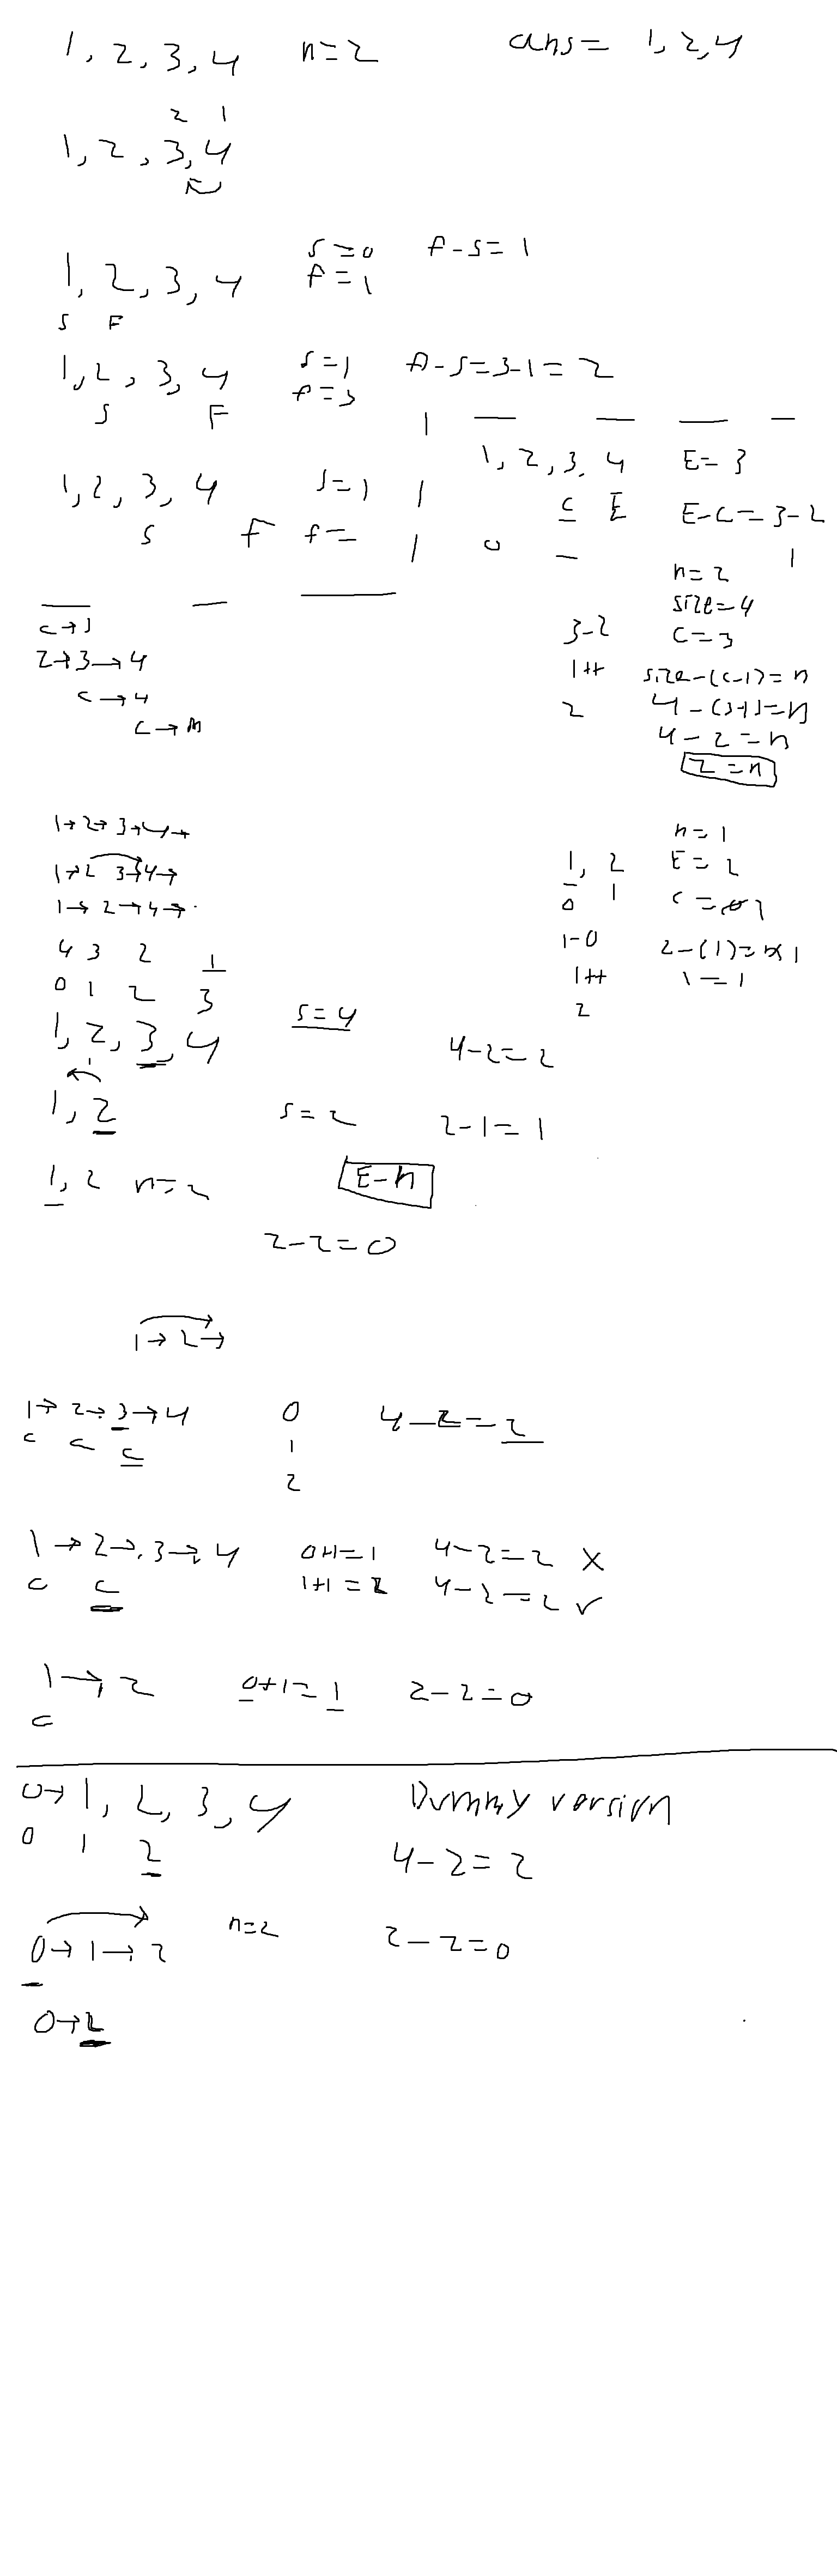 1, 2, 3, 4 n=2 ans= 1, 2, 4
2 1
1, 2, 3, 4
1, 2, 3, 4 s=0 f-s=1
f=1
S F
1, 2, 3, 4 s=1 f-s=3-1=2
f=3
S F
1
1, 2, 3, 4 E=3
1, 2, 3, 4 s=1 1
C E E-C=3-2
S F f= 1 0
1
n=2
size=4
C→3 3-2 C=3
2→3→4 1++ size-(c-1)=n
C→4 2 4-(3-1)=n
C→N 4-2=n
2=n
1→2→3→4→ n=1
1→2 3→4→ 1, 2 E=2
1→2→4→ 0 1
4 3 2 1 1-0 2-(1)=1
0 1 2 3 1++ 1=1
1, 2, 3, 4 s=4 2
4-2=2
1, 2 s=2 2-1=1
1, 2 n=2 E-n
2-2=0
1→2→
1→2→3→4 0 4-2=2
C C C 1
2
1→2→3→4 0+1=1 4-2=2 X
C C 1+1=2 4-2=2 ✓
1→2 0+1=1 2-2=0
C
0→1, 2, 3, 4 Dummy version
0 1 2 4-2=2
n=2
0→1→2 2-2=0
0→2